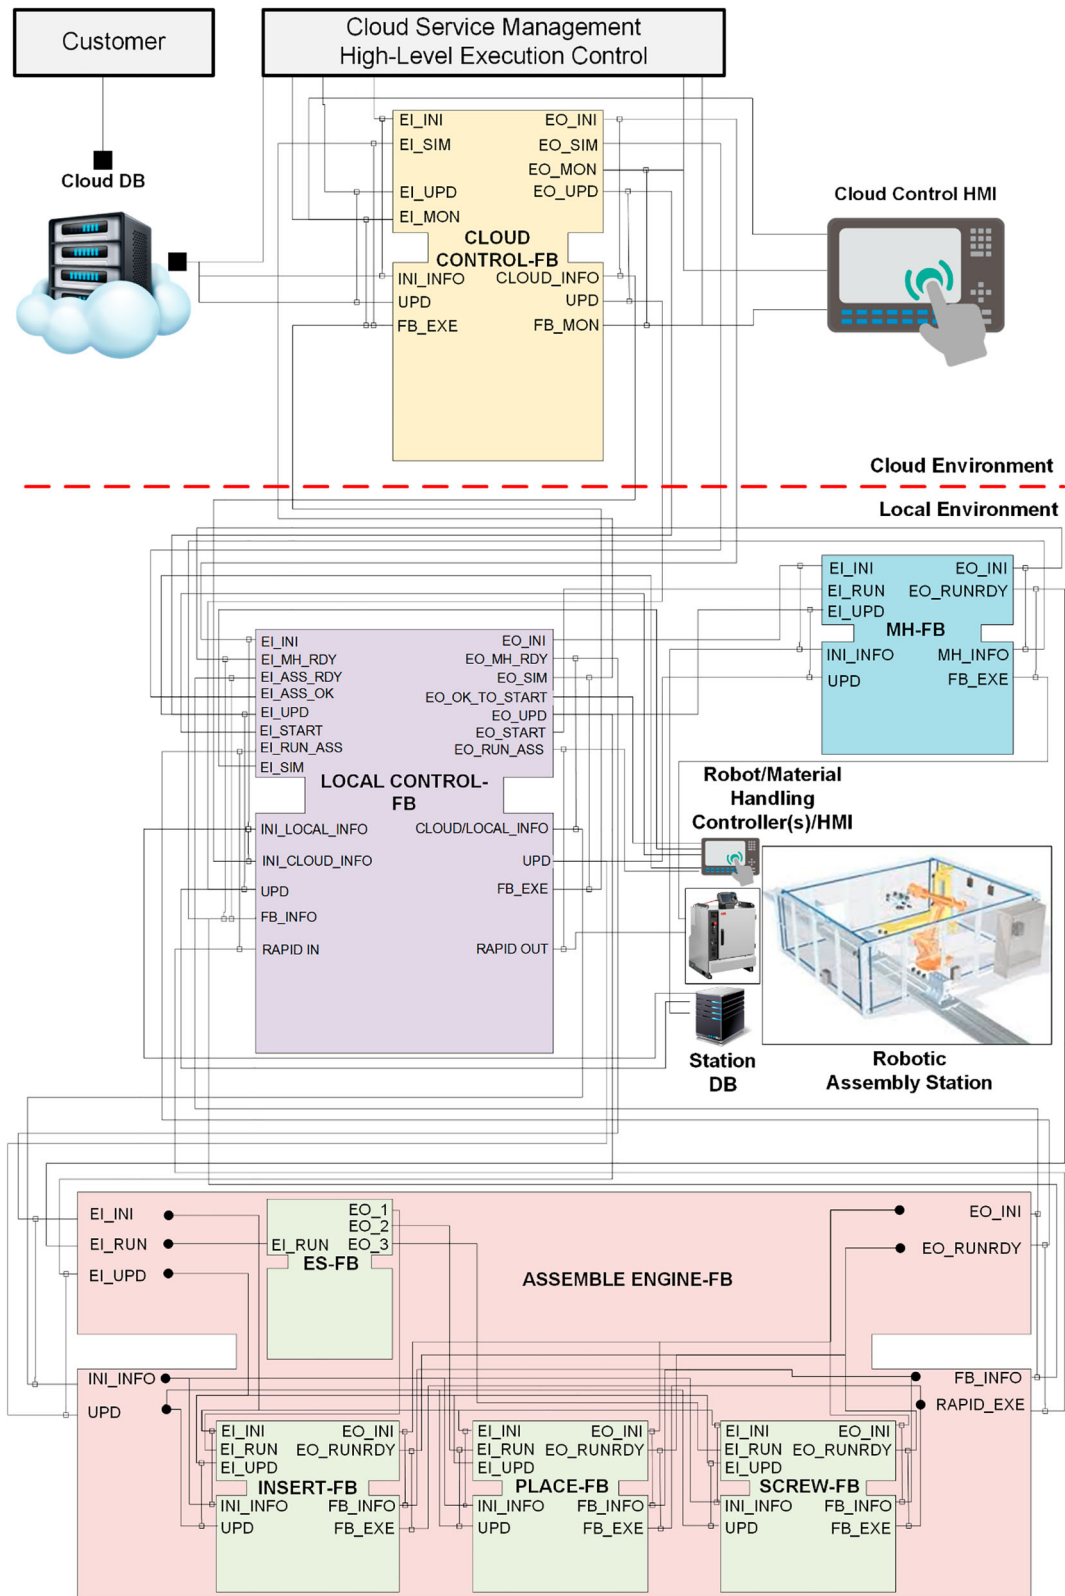 Customer
Cloud Service Management
High-Level Execution Control
Cloud DB
EI_INI
EI_SIM
EI_UPD
EI_MON
EO_INI
EO_SIM
EO_MON
EO_UPD
CLOUD
CONTROL-FB
INI_INFO
UPD
FB_EXE
CLOUD_INFO
UPD
FB_MON
Cloud Control HMI
Cloud Environment
Local Environment
EI_INI
EI_RUN
EI_UPD
EO_INI
EO_RUNRDY
MH-FB
INI_INFO
UPD
MH_INFO
FB_EXE
EI_INI
EI_MH_RDY
EI_ASS_RDY
EI_ASS_OK
EI_UPD
EI_START
EI_RUN_ASS
EI_SIM
EO_INI
EO_MH_RDY
EO_SIM
EO_OK_TO_START
EO_UPD
EO_START
EO_RUN_ASS
LOCAL CONTROL-
FB
INI_LOCAL_INFO
INI_CLOUD_INFO
UPD
FB_INFO
RAPID IN
CLOUD/LOCAL_INFO
UPD
FB_EXE
RAPID OUT
Robot/Material
Handling
Controller(s)/HMI
Station
DB
Robotic
Assembly Station
EI_INI
EI_RUN
EI_UPD
EO_1
EO_2
EI_RUN EO_3
ES-FB
ASSEMBLE ENGINE-FB
EO_INI
EO_RUNRDY
INI_INFO
UPD
FB_INFO
RAPID_EXE
EI_INI
EI_RUN
EI_UPD
EO_INI
EO_RUNRDY
INSERT-FB
INI_INFO
UPD
FB_INFO
FB_EXE
EI_INI
EI_RUN
EI_UPD
EO_INI
EO_RUNRDY
PLACE-FB
INI_INFO
UPD
FB_INFO
FB_EXE
EI_INI
EI_RUN
EI_UPD
EO_INI
EO_RUNRDY
SCREW-FB
INI_INFO
UPD
FB_INFO
FB_EXE